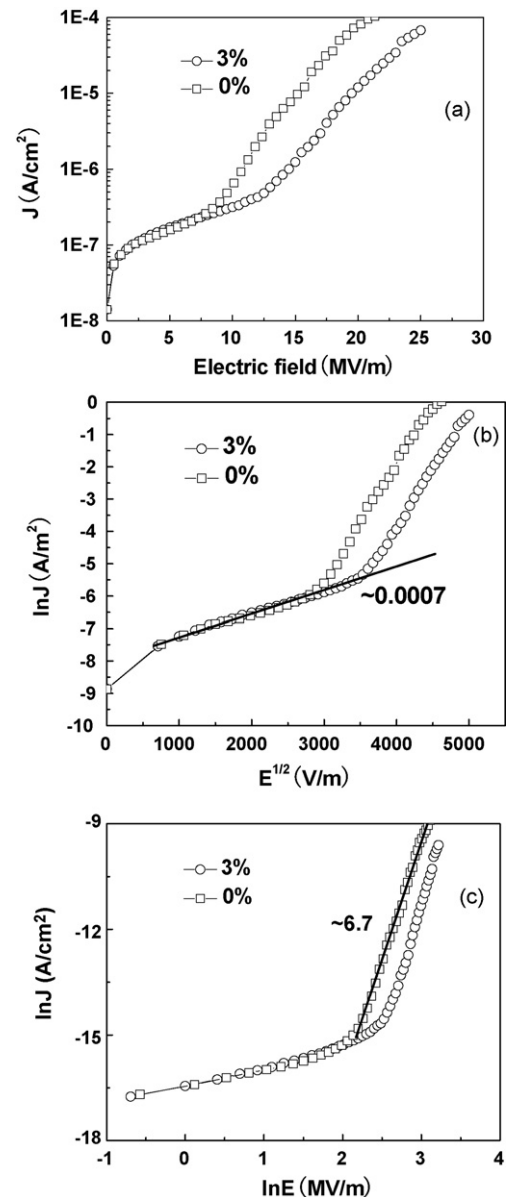 1E-4
1E-5
1E-6
1E-7
1E-8
J (A/cm²)
3%
0%
(a)
0 5 10 15 20 25 30
Electric field (MV/m)
0
-1
-2
-3
-4
-5
-6
-7
-8
-9
-10
lnJ (A/m²)
3%
0%
(b)
~0.0007
0 1000 2000 3000 4000 5000
E^1/2 (V/m)
-9
-12
-15
-18
lnJ (A/cm²)
3%
0%
(c)
~6.7
-1 0 1 2 3 4
lnE (MV/m)